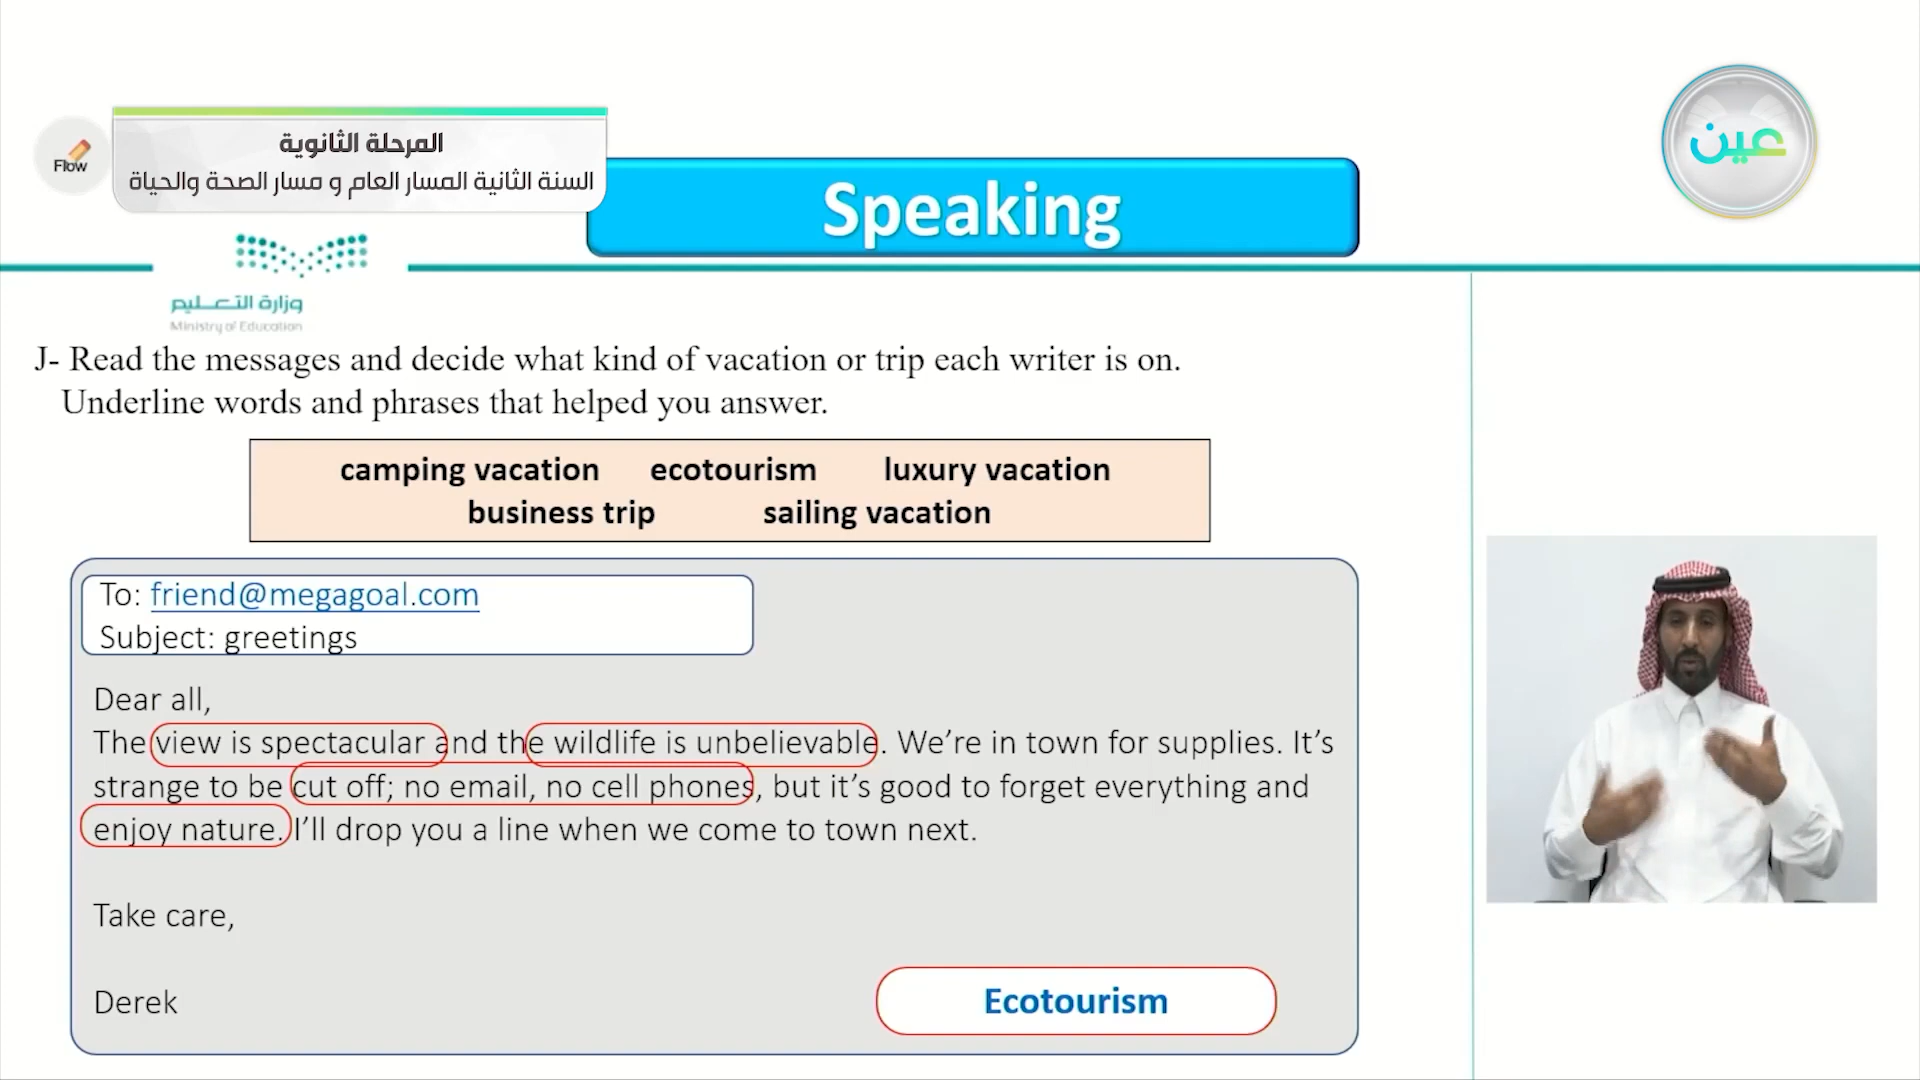 المرحلة الثانوية
السنة الثانية المسار العام و مسار الصحة والحياة
Flow
عين
Speaking
وزارة التعليم
Ministry of Education
J- Read the messages and decide what kind of vacation or trip each writer is on.
Underline words and phrases that helped you answer.
camping vacation ecotourism luxury vacation
business trip sailing vacation
To: friend@megagoal.com
Subject: greetings
Dear all,
The view is spectacular and the wildlife is unbelievable. We’re in town for supplies. It’s
strange to be cut off; no email, no cell phones, but it’s good to forget everything and
enjoy nature. I’ll drop you a line when we come to town next.
Take care,
Derek
Ecotourism